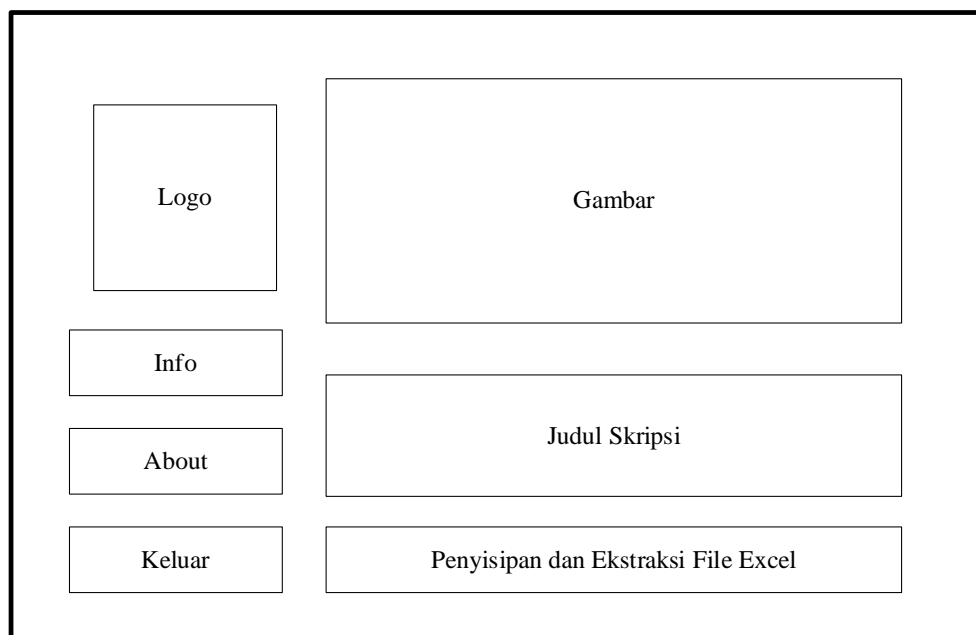 Logo
Gambar
Info
Judul Skripsi
About
Keluar
Penyisipan dan Ekstraksi File Excel